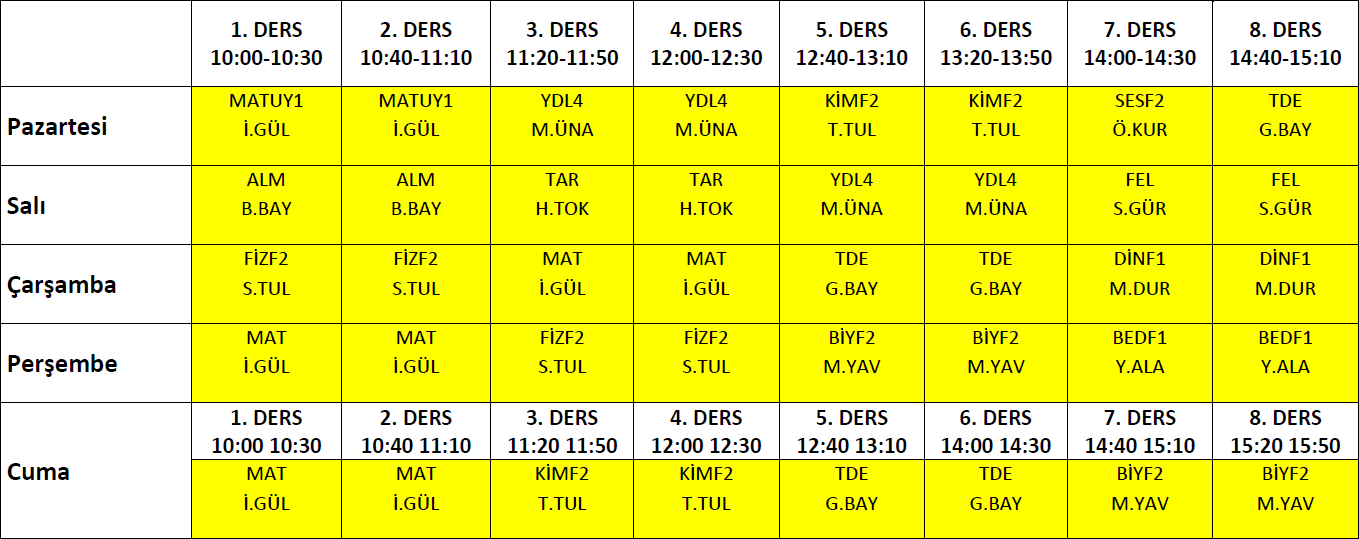 1. DERS 2. DERS 3. DERS 4. DERS 5. DERS 6. DERS 7. DERS 8. DERS
10:00-10:30 10:40-11:10 11:20-11:50 12:00-12:30 12:40-13:10 13:20-13:50 14:00-14:30 14:40-15:10
Pazartesi
MATUY1 MATUY1 YDL4 YDL4 KİMF2 KİMF2 SESF2 TDE
İ.GÜL İ.GÜL M.ÜNA M.ÜNA T.TUL T.TUL Ö.KUR G.BAY
Salı
ALM ALM TAR TAR YDL4 YDL4 FEL FEL
B.BAY B.BAY H.TOK H.TOK M.ÜNA M.ÜNA S.GÜR S.GÜR
Çarşamba
FİZF2 FİZF2 MAT MAT TDE TDE DİNF1 DİNF1
S.TUL S.TUL İ.GÜL İ.GÜL G.BAY G.BAY M.DUR M.DUR
Perşembe
MAT MAT FİZF2 FİZF2 BİYF2 BİYF2 BEDF1 BEDF1
İ.GÜL İ.GÜL S.TUL S.TUL M.YAV M.YAV Y.ALA Y.ALA
Cuma
1. DERS 2. DERS 3. DERS 4. DERS 5. DERS 6. DERS 7. DERS 8. DERS
10:00 10:30 10:40 11:10 11:20 11:50 12:00 12:30 12:40 13:10 14:00 14:30 14:40 15:10 15:20 15:50
MAT MAT KİMF2 KİMF2 TDE TDE BİYF2 BİYF2
İ.GÜL İ.GÜL T.TUL T.TUL G.BAY G.BAY M.YAV M.YAV